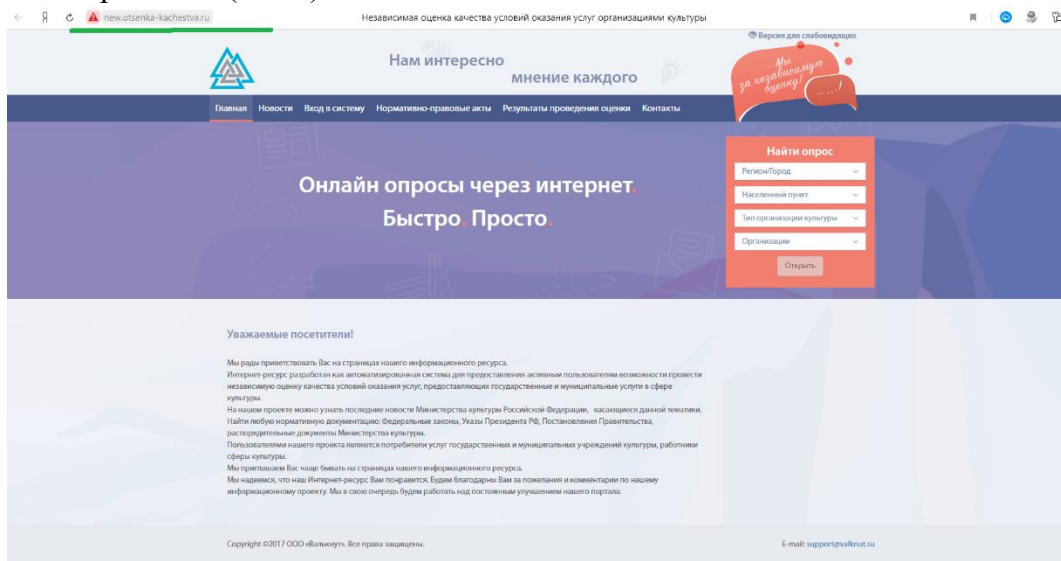 new.otsenka-kachestva.ru
Независимая оценка качества условий оказания услуг организациями культуры
Версия для слабовидящих
Нам интересно
мнение каждого
Мы
за независимую
оценку!
Главная Новости Вход в систему Нормативно-правовые акты Результаты проведения оценки Контакты
Онлайн опросы через интернет.
Быстро. Просто.
Найти опрос
Регион/Город
Населенный пункт
Тип организации культуры
Организации
Открыть
Уважаемые посетители!
Мы рады приветствовать Вас на страницах нашего информационного ресурса.
Интернет-ресурс разработан как автоматизированная система для предоставления активным пользователям возможности провести
независимую оценку качества условий оказания услуг, предоставляющих государственные и муниципальные услуги в сфере
культуры.
На нашем проекте можно узнать последние новости Министерства культуры Российской Федерации, касающиеся данной тематики.
Найти любую нормативную документацию: Федеральные законы, Указы Президента РФ, Постановления Правительства,
распорядительные документы Министерства культуры.
Пользователями нашего проекта являются потребители услуг государственных и муниципальных учреждений культуры, работники
сферы культуры.
Мы приглашаем Вас чаще бывать на страницах нашего информационного ресурса.
Мы надеемся, что наш Интернет-ресурс Вам понравится. Будем благодарны Вам за пожелания и комментарии по нашему
информационному проекту. Мы в свою очередь будем работать над постоянным улучшением нашего портала.
Copyright ©2017 ООО «Валькнут». Все права защищены.
E-mail: support@valknut.su